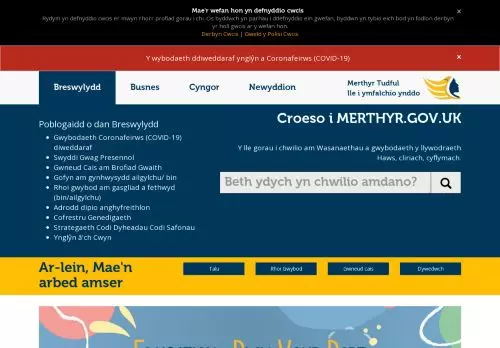 Mae'r wefan hon yn defnyddio cwcis
Rydym yn defnyddio cwcis er mwyn rhoi'r profiad gorau i chi. Os byddwch yn parhau i ddefnyddio ein gwefan, byddwn yn tybio eich bod yn fodlon derbyn
yr holl gwcis ar y wefan hon.
Derbyn Cwcis | Gweld y Polisi Cwcis
Y wybodaeth ddiweddaraf ynglŷn a Coronafeirws (COVID-19)
×
Breswylydd
Busnes
Cyngor
Newyddion
Merthyr Tudful
lle i ymfalchio ynddo
Poblogaidd o dan Breswylydd
Gwybodaeth Coronafeirws (COVID-19)
diweddaraf
Swyddi Gwag Presennol
Gwneud Cais am Brofiad Gwaith
Gofyn am gynhwysydd ailgylchu/ bin
Rhoi gwybod am gasgliad a fethwyd
(bin/ailgylchu)
Adrodd dipio anghyfreithlon
Cofrestru Genedigaeth
Strategaeth Codi Dyheadau Codi Safonau
Ynglŷn â'ch Cwyn
Croeso i MERTHYR.GOV.UK
Y lle gorau i chwilio am Wasanaethau a gwybodaeth y llywodraeth
Haws, cliriach, cyflymach.
Beth ydych yn chwilio amdano?
Ar-lein, Mae'n
arbed amser
Talu
Rhoi Gwybod
Gwneud cais
Dywedwch